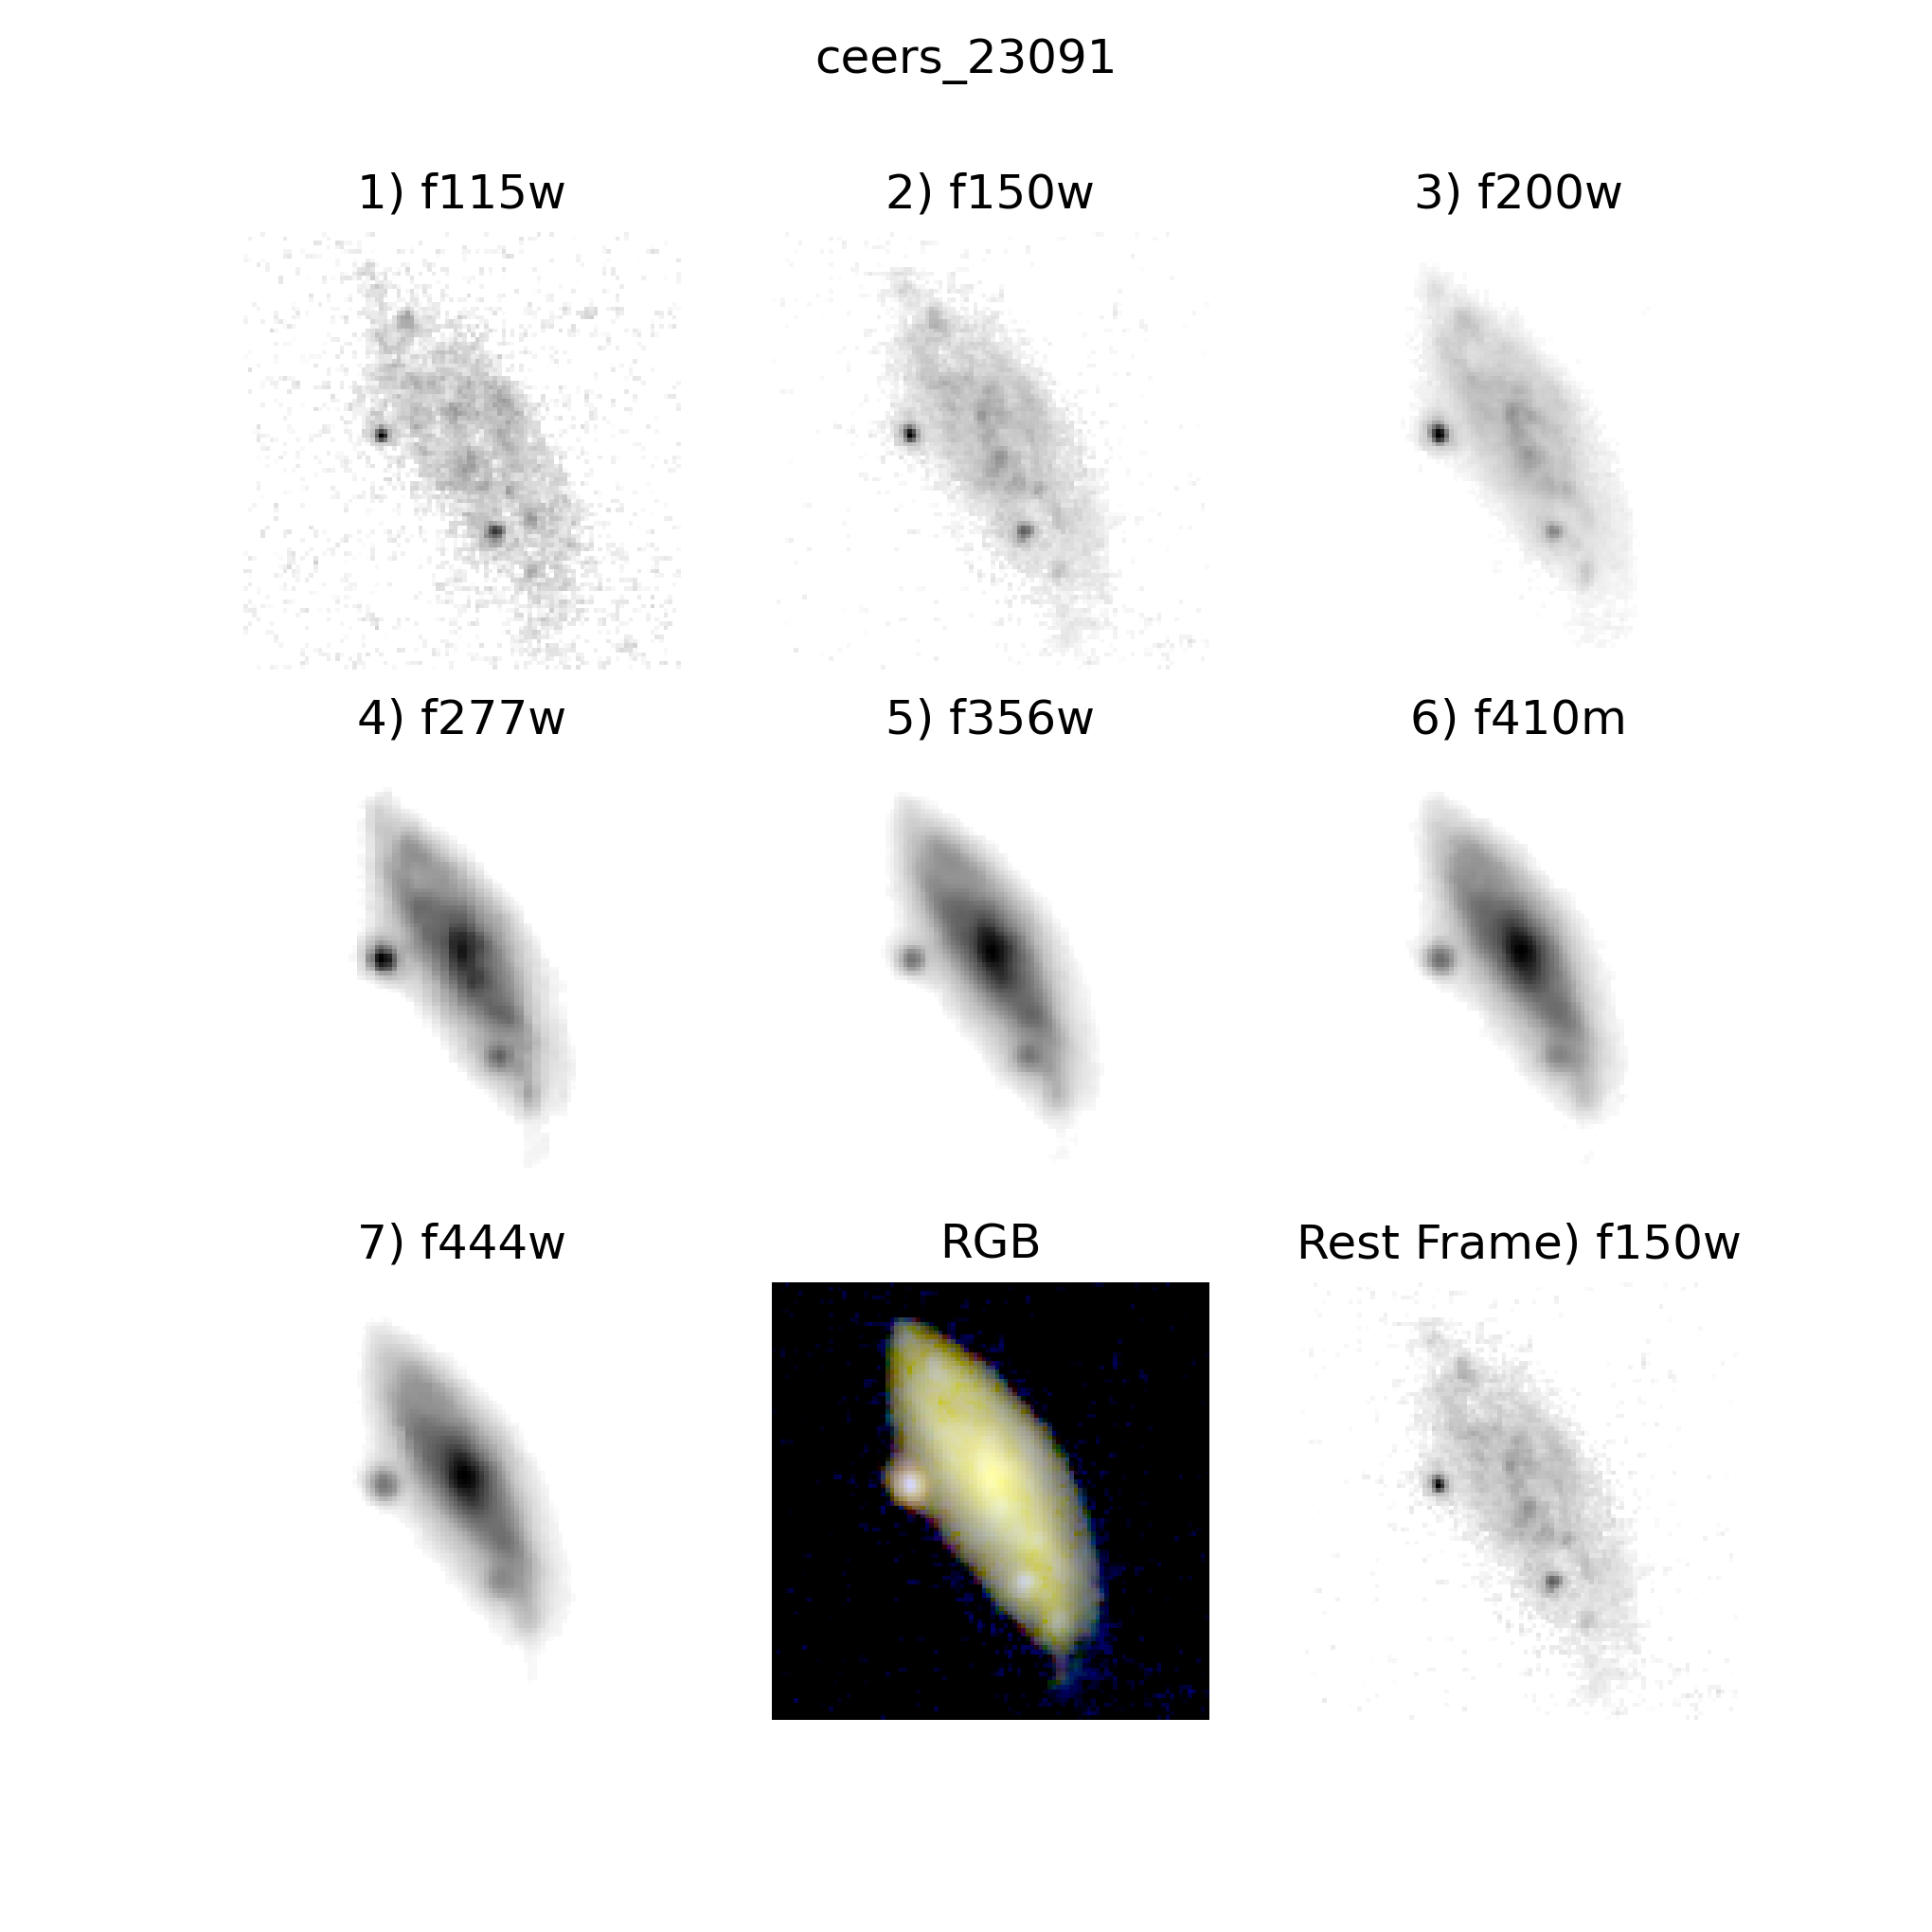 ceers_23091
1) f115w
2) f150w
3) f200w
4) f277w
5) f356w
6) f410m
7) f444w
RGB
Rest Frame) f150w